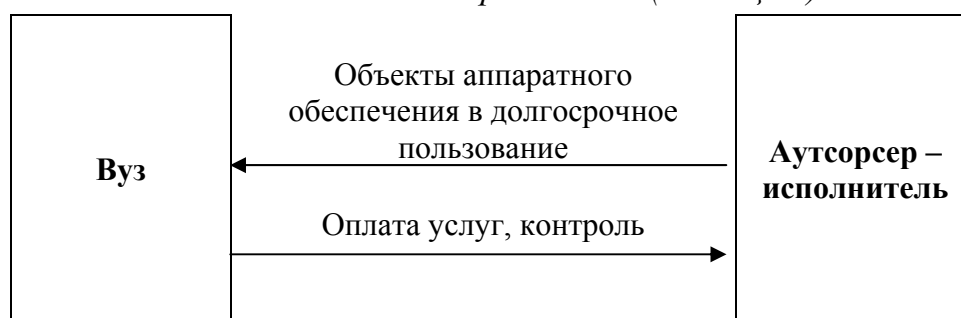 Объекты аппаратного
обеспечения в долгосрочное
пользование
Вуз
Аутсорсер –
исполнитель
Оплата услуг, контроль